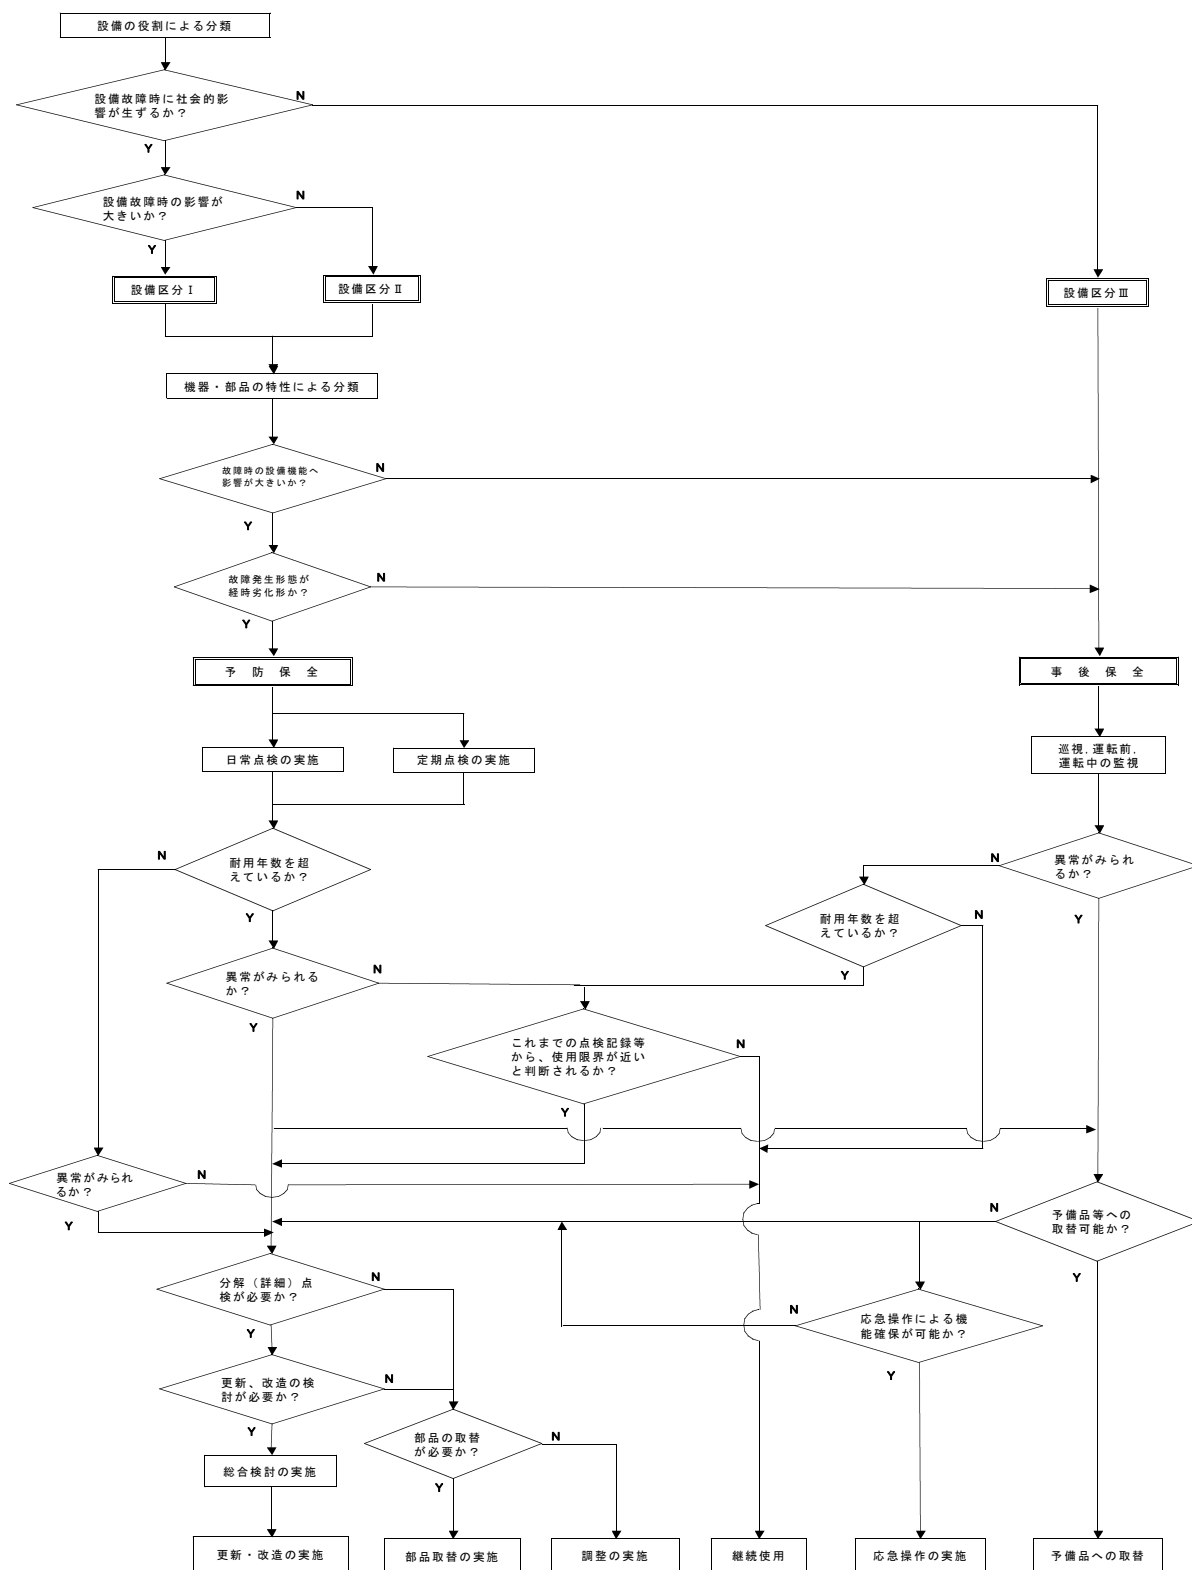 設備の役割による分類
設備故障時に社会的影
響が生ずるか？
N
Y
設備故障時の影響が
大きいか？
N
Y
設備区分Ⅰ
設備区分Ⅱ
設備区分Ⅲ
機器・部品の特性による分類
故障時の設備機能へ
影響が大きいか？
N
Y
故障発生形態が
経時劣化形か？
N
Y
予防保全
事後保全
日常点検の実施
定期点検の実施
巡視,運転前,
運転中の監視
耐用年数を超
えているか？
N
Y
異常がみられ
るか？
N
Y
耐用年数を超
えているか？
N
Y
異常がみられる
か？
N
Y
これまでの点検記録等
から、使用限界が近い
と判断されるか？
N
Y
異常がみられ
るか？
N
Y
予備品等への
取替可能か？
N
Y
分解（詳細）点
検が必要か？
N
Y
応急操作による機
能確保が可能か？
N
Y
更新、改造の検
討が必要か？
N
Y
部品の取替
が必要か？
N
Y
総合検討の実施
更新・改造の実施
部品取替の実施
調整の実施
継続使用
応急操作の実施
予備品への取替